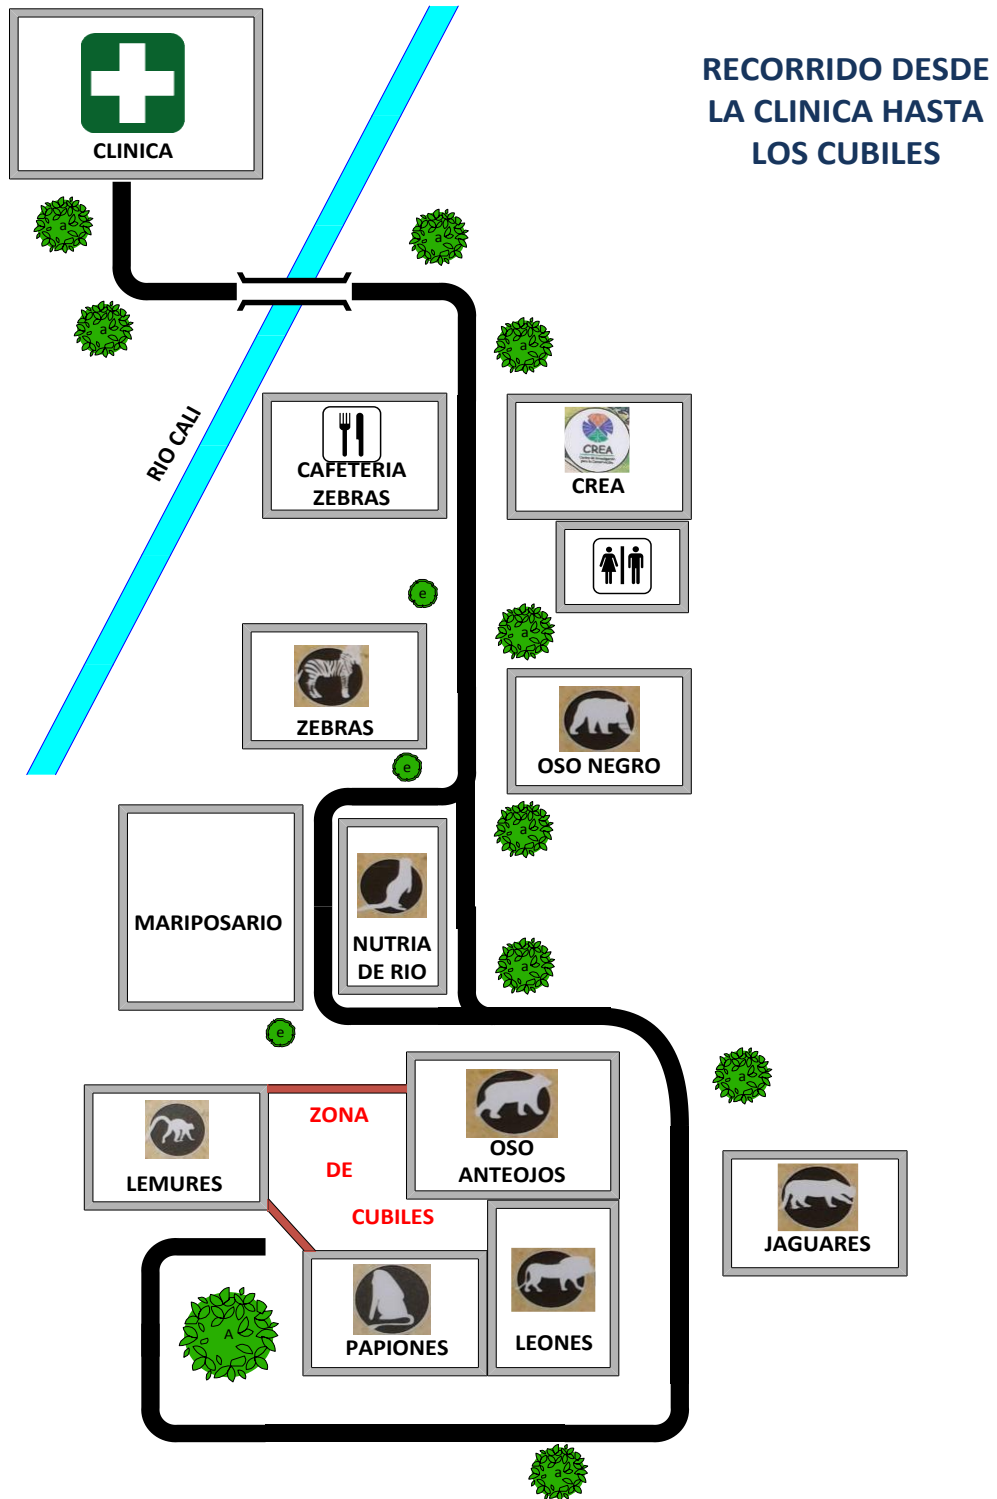 RECORRIDO DESDE
LA CLINICA HASTA
LOS CUBILES
CLINICA
a
a
a
a
RIO CALI
CAFETERIA
ZEBRAS
CREA
CREA
e
a
ZEBRAS
OSO NEGRO
e
a
MARIPOSARIO
NUTRIA
DE RIO
a
e
a
ZONA
DE
CUBILES
OSO
ANTEOJOS
LEMURES
JAGUARES
A
PAPIONES
LEONES
a